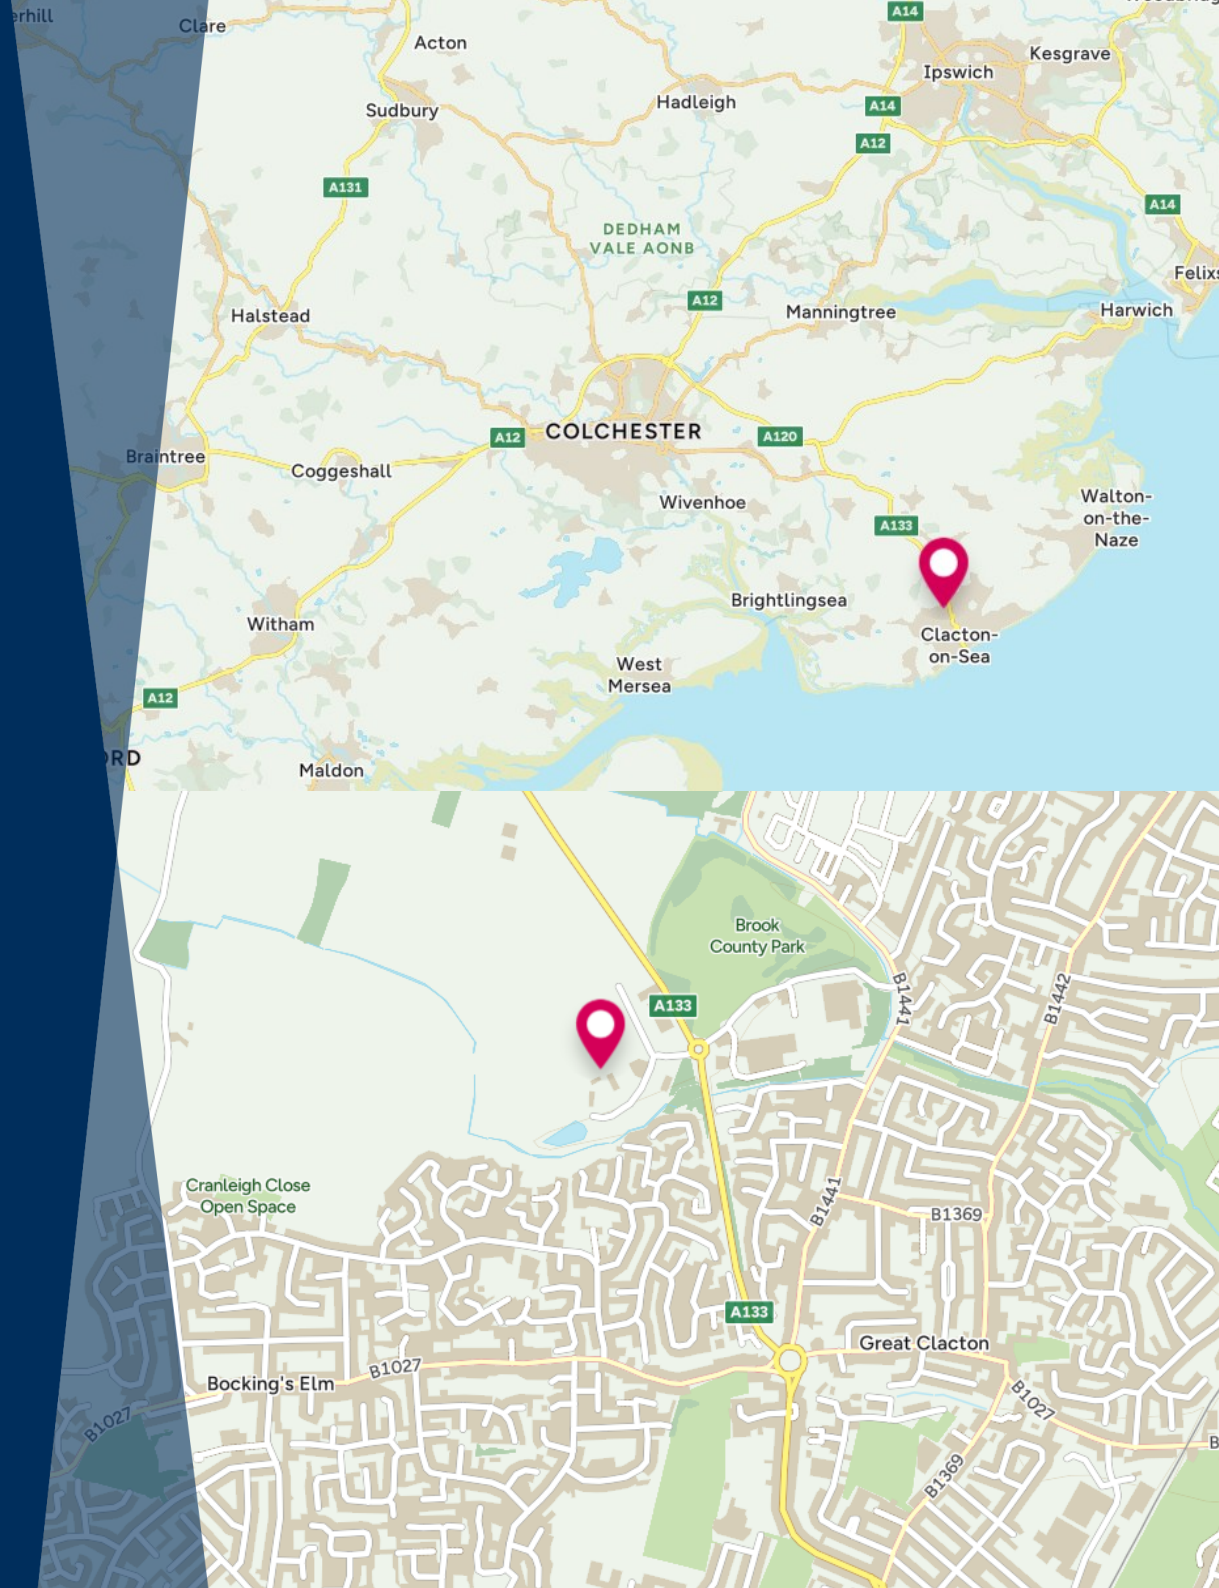 erhill
Clare
Acton
A14
Kesgrave
Ipswich
Sudbury
Hadleigh
A14
A12
A131
A14
DEDHAM
VALE AONB
Felixs
A12
Halstead
Manningtree
Harwich
A12
COLCHESTER
A120
Braintree
Coggeshall
Wivenhoe
Walton-
on-the-
Naze
A133
Brightlingsea
Witham
Clacton-
on-Sea
West
Mersea
A12
ORD
Maldon
Brook
County Park
A133
B1441
B1442
Cranleigh Close
Open Space
B1441
B1369
A133
Great Clacton
B1027
Bocking's Elm
B1027
B1027
B
B1369